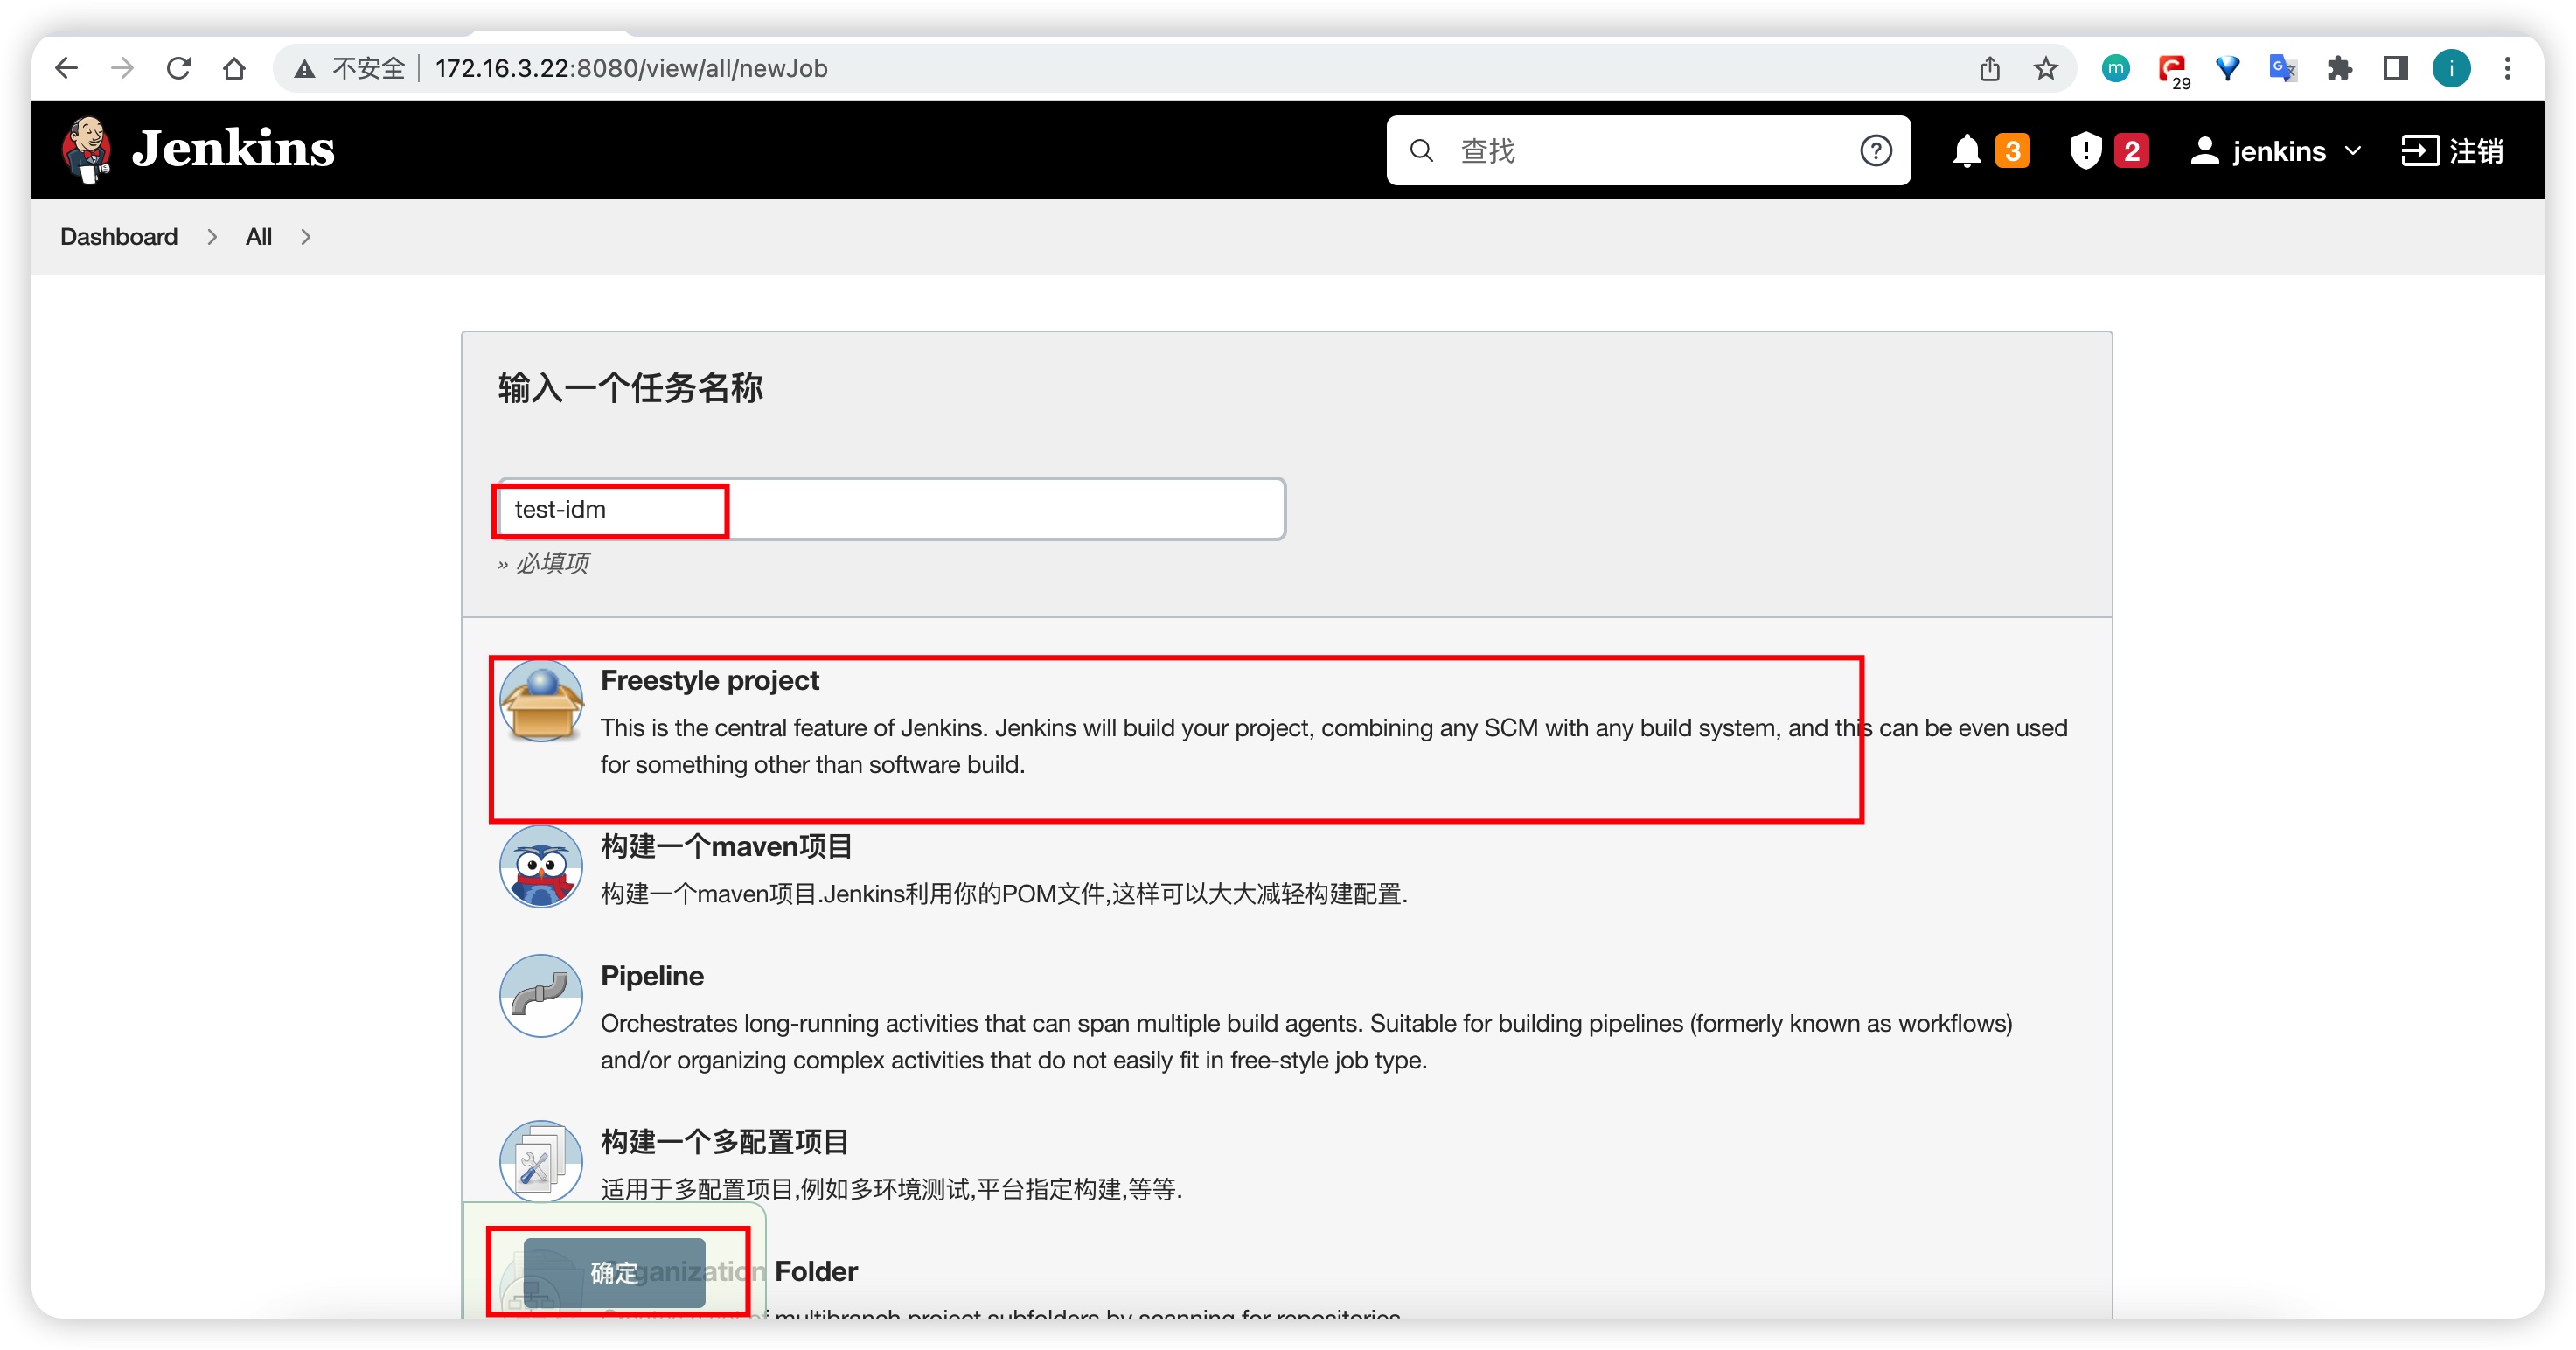 不安全 172.16.3.22:8080/view/all/newJob
m
29
i
Jenkins
查找
3
2
jenkins
注销
Dashboard
All
输入一个任务名称
test-idm
» 必填项
Freestyle project
This is the central feature of Jenkins. Jenkins will build your project, combining any SCM with any build system, and this can be even used
for something other than software build.
构建一个maven项目
构建一个maven项目.Jenkins利用你的POM文件,这样可以大大减轻构建配置.
Pipeline
Orchestrates long-running activities that can span multiple build agents. Suitable for building pipelines (formerly known as workflows)
and/or organizing complex activities that do not easily fit in free-style job type.
构建一个多配置项目
适用于多配置项目,例如多环境测试,平台指定构建,等等.
确定
Folder
multibranch project subfolders by scanning for repositories.